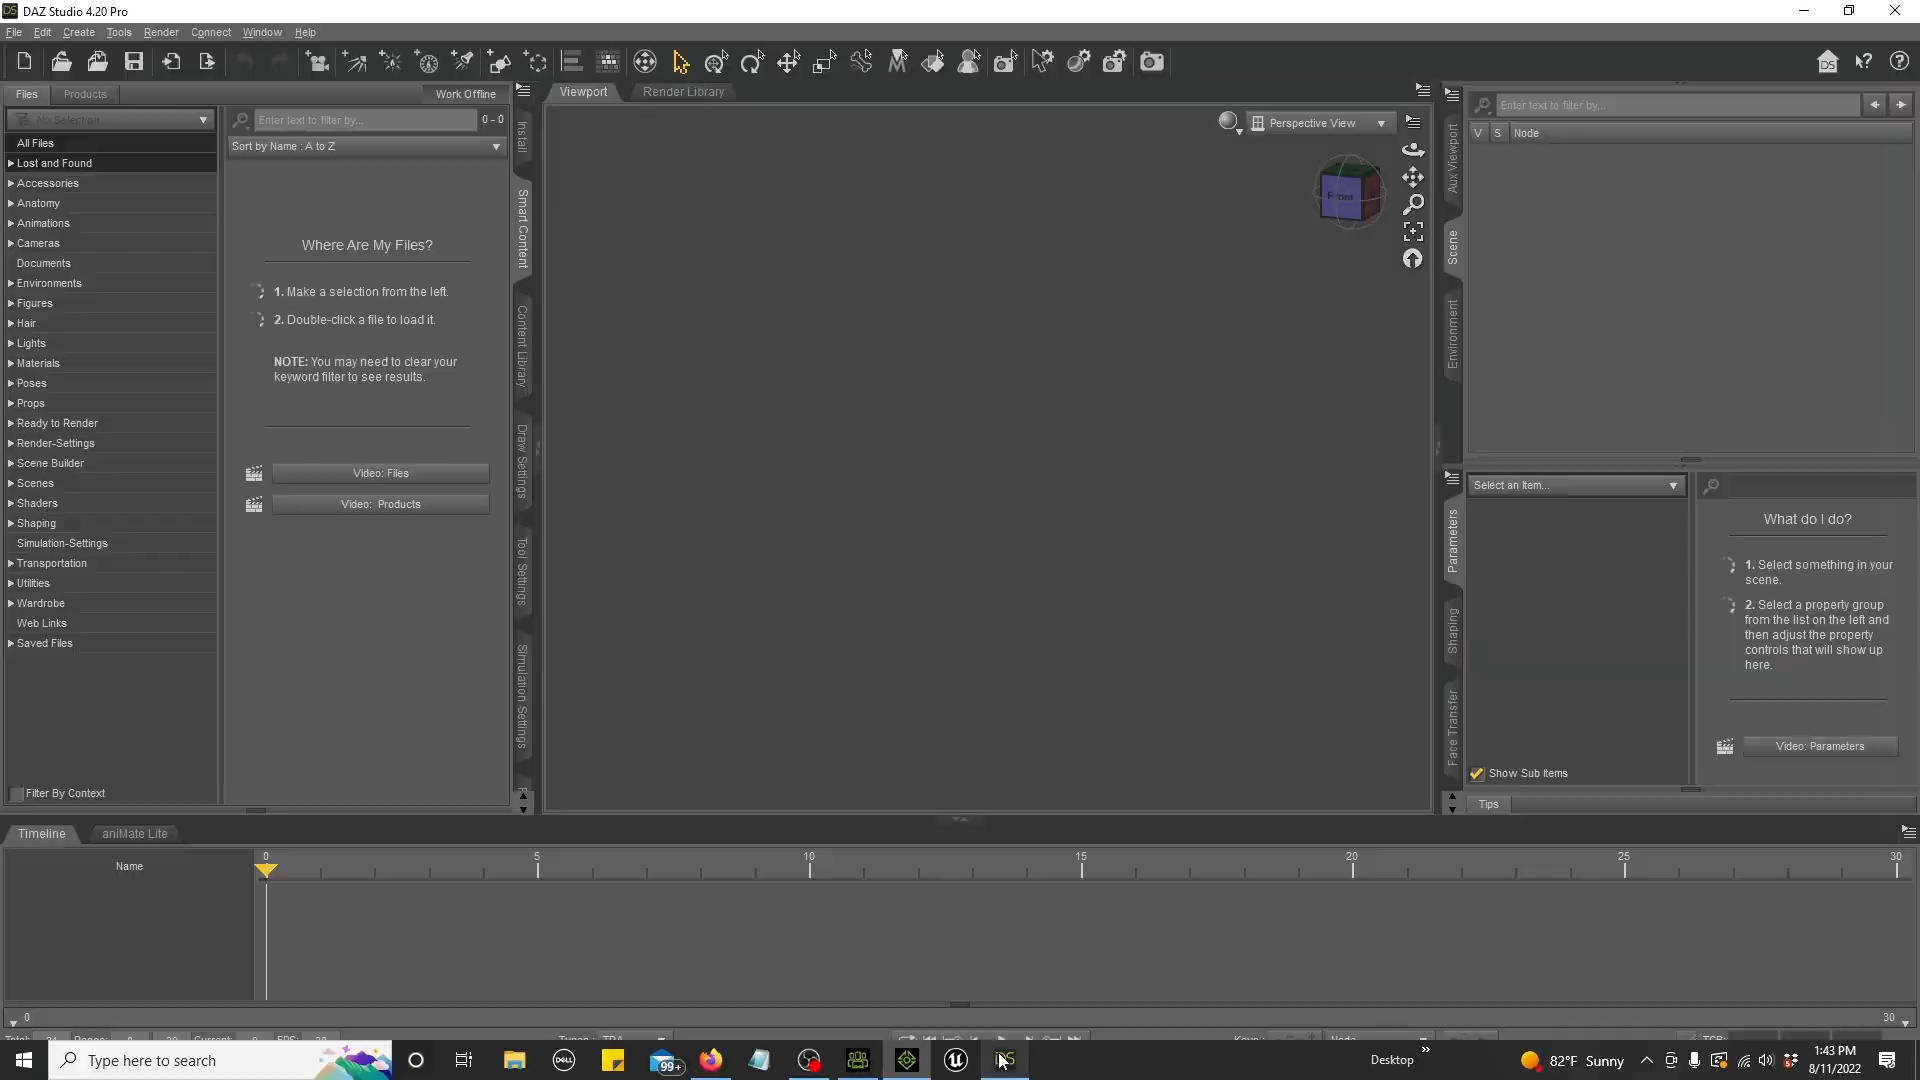 DAZ Studio 4.20 Pro
File Edit Create Tools Render Connect Window Help
Files Products Work Offline
No Selection
Enter text to filter by... 0 - 0
Sort by Name : A to Z
All Files
Lost and Found
Accessories
Anatomy
Animations
Cameras
Documents
Environments
Figures
Hair
Lights
Materials
Poses
Props
Ready to Render
Render-Settings
Scene Builder
Scenes
Shaders
Shaping
Simulation-Settings
Transportation
Utilities
Wardrobe
Web Links
Saved Files
Filter By Context
Where Are My Files?
1. Make a selection from the left.
2. Double-click a file to load it.
NOTE: You may need to clear your
keyword filter to see results.
Video: Files
Video: Products
Install
Smart Content
Content Library
Draw Settings
Tool Settings
Simulation Settings
Viewport Render Library
Perspective View
Front
Aux Viewport
Scene
Environment
Enter text to filter by...
V S Node
Parameters
Shaping
Face Transfer
Select an Item...
Show Sub Items
What do I do?
1. Select something in your
scene.
2. Select a property group
from the list on the left and
then adjust the property
controls that will show up
here.
Video: Parameters
Tips
Timeline aniMate Lite
Name
0 5 10 15 20 25 30
0 30
Type here to search
DELL
99+
DS
Desktop
82°F Sunny
1:43 PM
8/11/2022